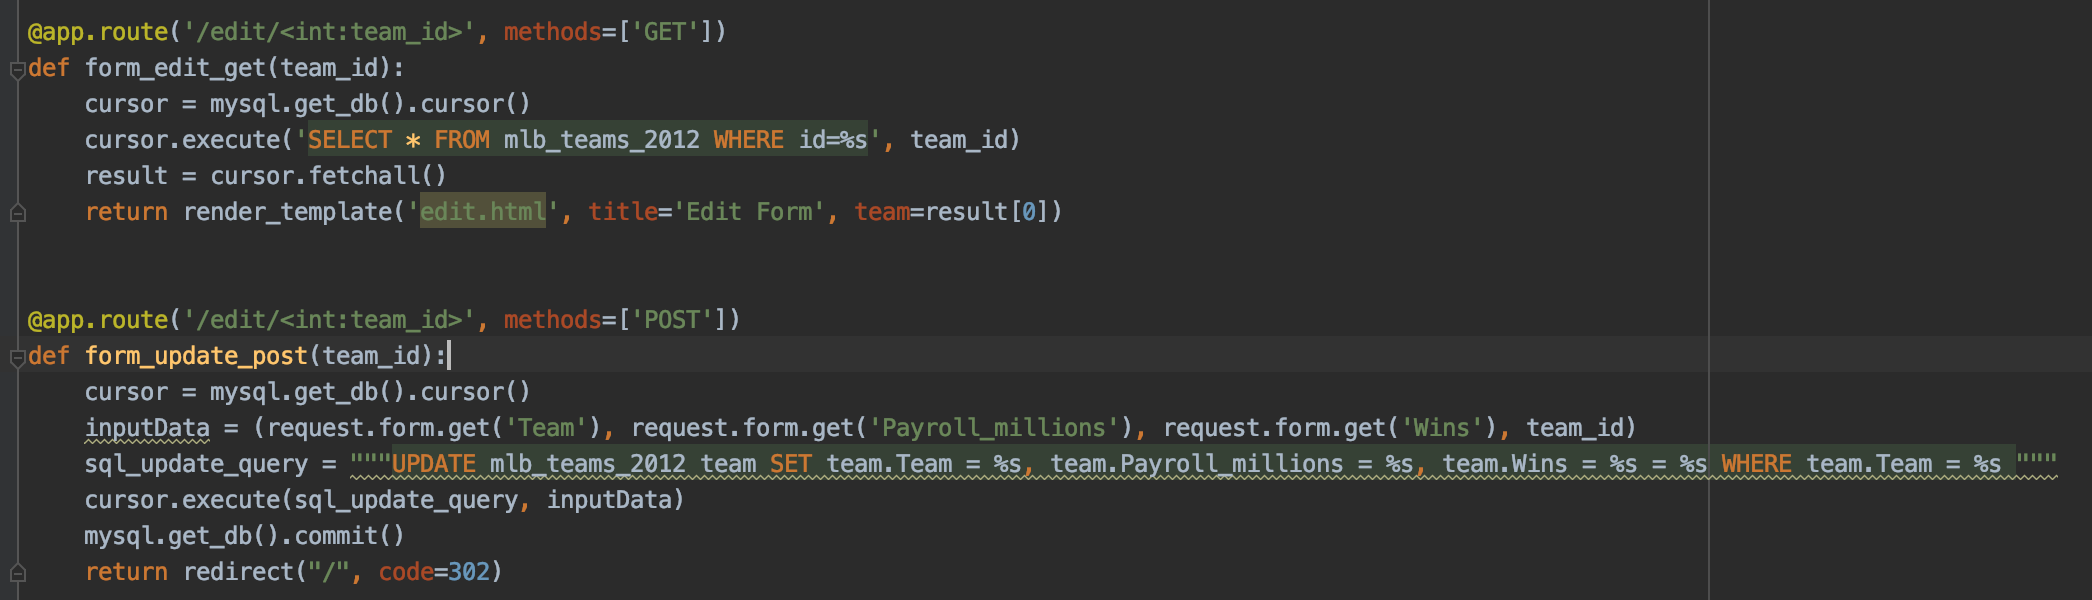 @app.route('/edit/<int:team_id>', methods=['GET'])
def form_edit_get(team_id):
    cursor = mysql.get_db().cursor()
    cursor.execute('SELECT * FROM mlb_teams_2012 WHERE id=%s', team_id)
    result = cursor.fetchall()
    return render_template('edit.html', title='Edit Form', team=result[0])


@app.route('/edit/<int:team_id>', methods=['POST'])
def form_update_post(team_id):
    cursor = mysql.get_db().cursor()
    inputData = (request.form.get('Team'), request.form.get('Payroll_millions'), request.form.get('Wins'), team_id)
    sql_update_query = """UPDATE mlb_teams_2012 team SET team.Team = %s, team.Payroll_millions = %s, team.Wins = %s = %s WHERE team.Team = %s """
    cursor.execute(sql_update_query, inputData)
    mysql.get_db().commit()
    return redirect("/", code=302)